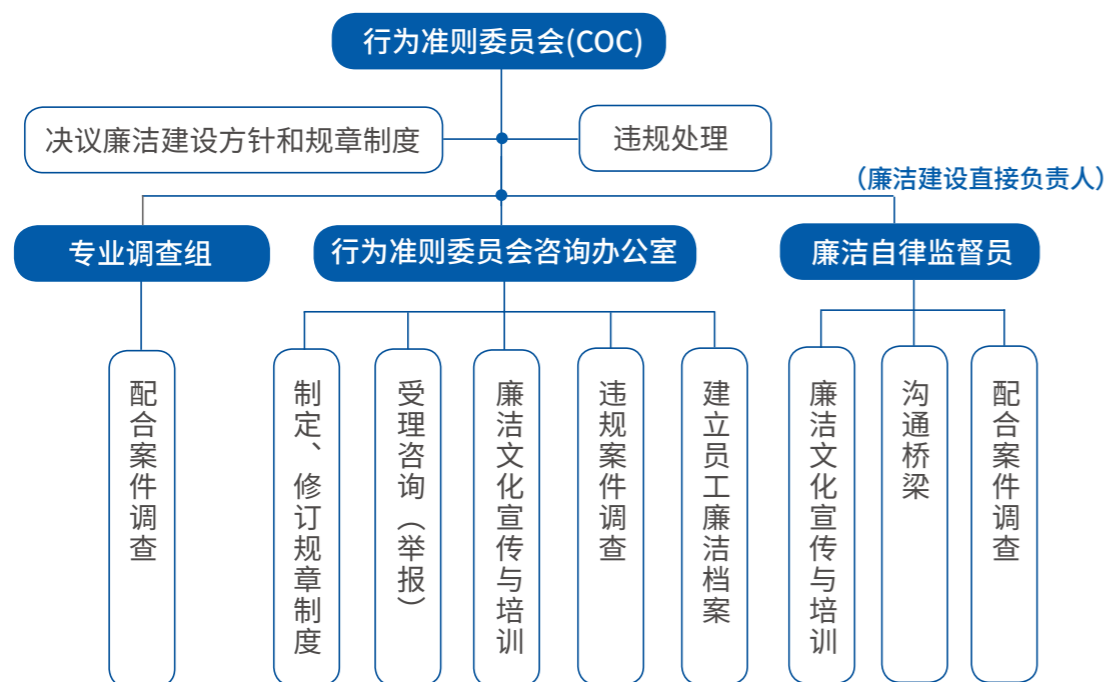 行为准则委员会(COC)
决议廉洁建设方针和规章制度
违规处理
（廉洁建设直接负责人）
专业调查组
行为准则委员会咨询办公室
廉洁自律监督员
配合案件调查
制定、修订规章制度
受理咨询（举报）
廉洁文化宣传与培训
违规案件调查
建立员工廉洁档案
廉洁文化宣传与培训
沟通桥梁
配合案件调查